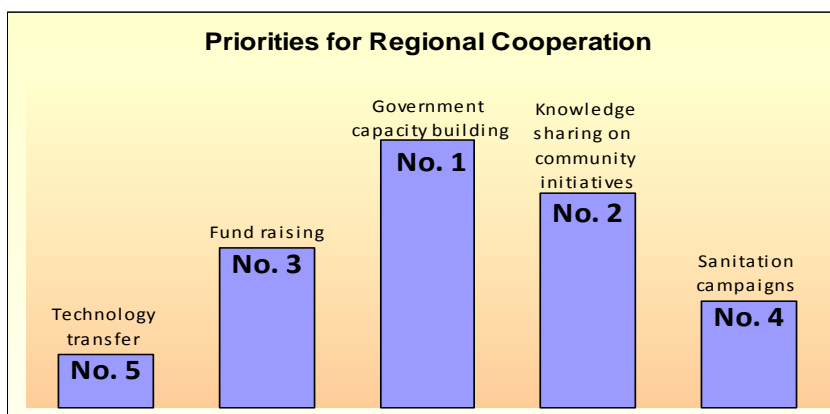 Priorities for Regional Cooperation
Technology
transfer
No. 5
Fund raising
No. 3
Government
capacity building
No. 1
Knowledge
sharing on
community
initiatives
No. 2
Sanitation
campaigns
No. 4